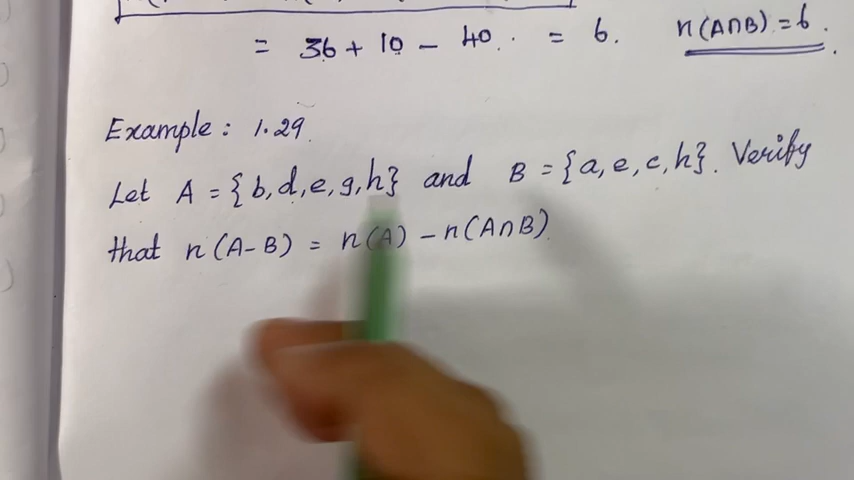 = 36 + 10 - 40. = 6. n(A∩B) = 6.
Example: 1.29.
Let A = {b, d, e, g, h} and B = {a, e, c, h}. Verify
that n(A-B) = n(A) - n(A∩B)